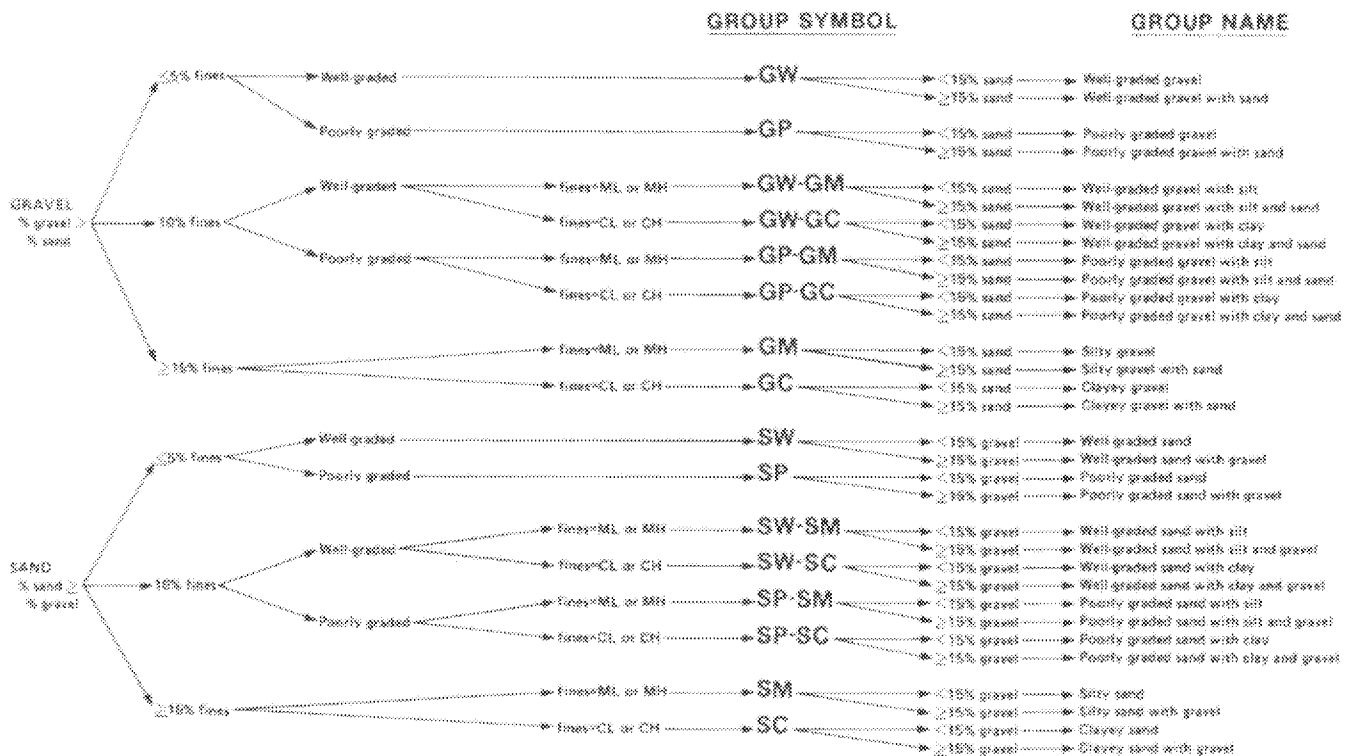 GROUP SYMBOL GROUP NAME
≤5% fines Well-graded GW <15% sand Well-graded gravel
≥15% sand Well-graded gravel with sand
Poorly graded GP <15% sand Poorly graded gravel
≥15% sand Poorly graded gravel with sand
Well-graded fines=ML or MH GW-GM <15% sand Well-graded gravel with silt
≥15% sand Well-graded gravel with silt and sand
GRAVEL
% gravel >
% sand
10% fines
fines=CL or CH GW-GC <15% sand Well-graded gravel with clay
≥15% sand Well-graded gravel with clay and sand
Poorly graded fines=ML or MH GP-GM <15% sand Poorly graded gravel with silt
≥15% sand Poorly graded gravel with silt and sand
fines=CL or CH GP-GC <15% sand Poorly graded gravel with clay
≥15% sand Poorly graded gravel with clay and sand
fines=ML or MH GM <15% sand Silty gravel
≥15% fines ≥15% sand Silty gravel with sand
fines=CL or CH GC <15% sand Clayey gravel
≥15% sand Clayey gravel with sand
Well-graded SW <15% gravel Well-graded sand
≤5% fines ≥15% gravel Well-graded sand with gravel
Poorly graded SP <15% gravel Poorly graded sand
≥15% gravel Poorly graded sand with gravel
fines=ML or MH SW-SM <15% gravel Well-graded sand with silt
Well-graded ≥15% gravel Well-graded sand with silt and gravel
fines=CL or CH SW-SC <15% gravel Well-graded sand with clay
SAND
% sand ≥
% gravel
10% fines ≥15% gravel Well-graded sand with clay and gravel
fines=ML or MH SP-SM <15% gravel Poorly graded sand with silt
Poorly graded ≥15% gravel Poorly graded sand with silt and gravel
fines=CL or CH SP-SC <15% gravel Poorly graded sand with clay
≥15% gravel Poorly graded sand with clay and gravel
fines=ML or MH SM <15% gravel Silty sand
≥15% fines ≥15% gravel Silty sand with gravel
fines=CL or CH SC <15% gravel Clayey sand
≥15% gravel Clayey sand with gravel